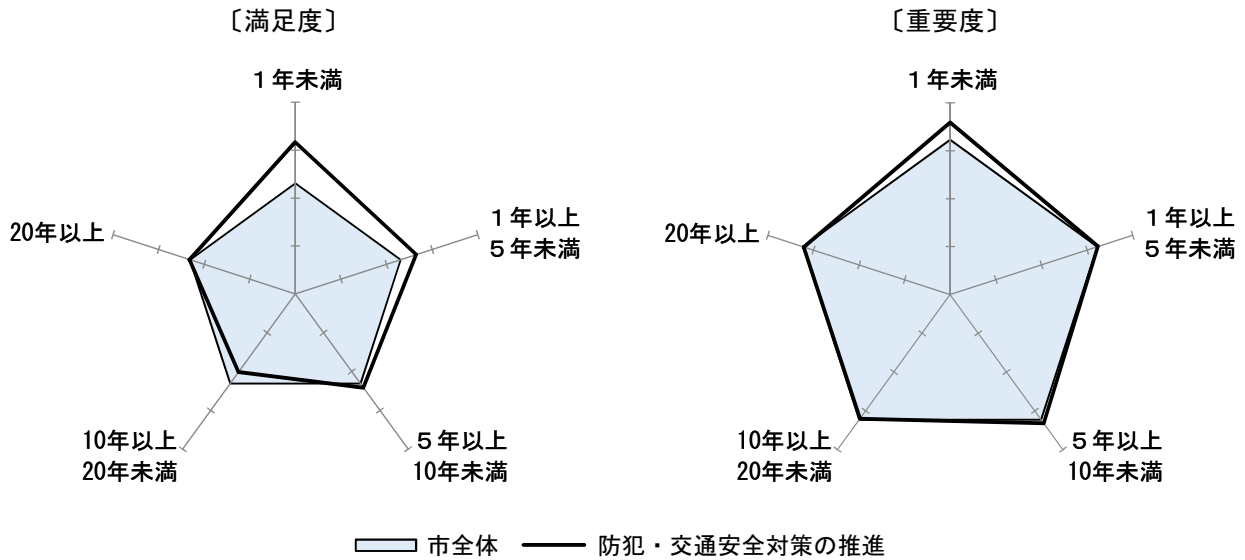 〔満足度〕
１年未満
１年以上
５年未満
５年以上
10年未満
10年以上
20年未満
20年以上
〔重要度〕
１年未満
１年以上
５年未満
５年以上
10年未満
10年以上
20年未満
20年以上
市全体
防犯・交通安全対策の推進